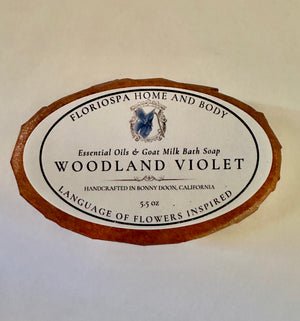 FLORIOSPA HOME AND BODY
Essential Oils & Goat Milk Bath Soap
WOODLAND VIOLET
HANDCRAFTED IN BONNY DOON, CALIFORNIA
5.5 oz
LANGUAGE OF FLOWERS INSPIRED